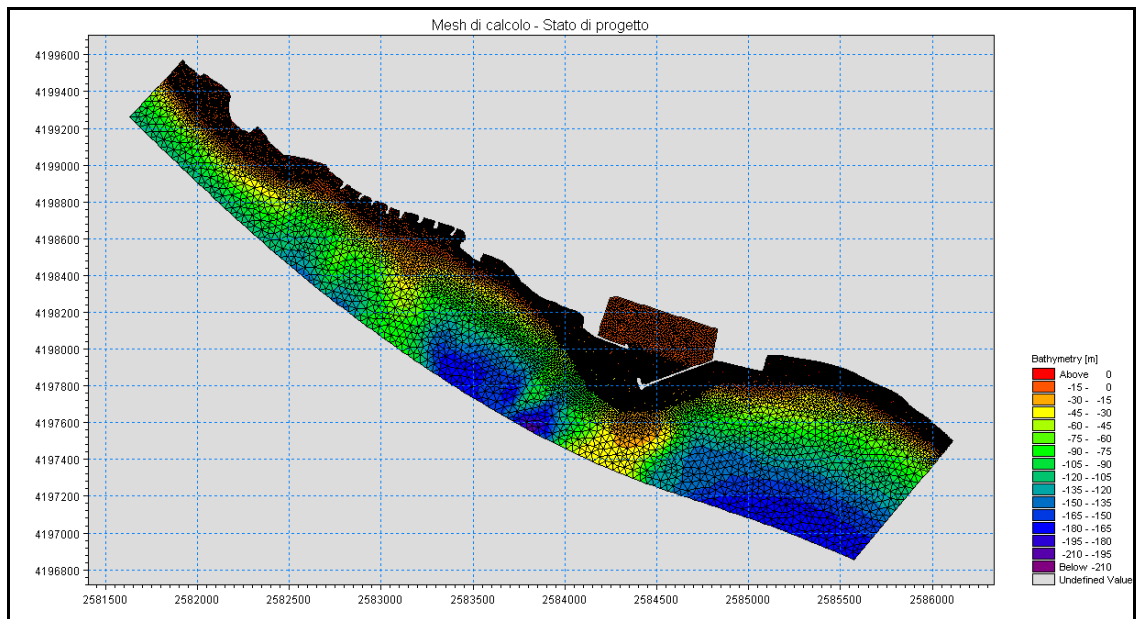 Mesh di calcolo - Stato di progetto
4199600
4199400
4199200
4199000
4198800
4198600
4198400
4198200
4198000
4197800
4197600
4197400
4197200
4197000
4196800
2581500 2582000 2582500 2583000 2583500 2584000 2584500 2585000 2585500 2586000
Bathymetry [m]
Above 0
-15 - 0
-30 - -15
-45 - -30
-60 - -45
-75 - -60
-90 - -75
-105 - -90
-120 - -105
-135 - -120
-150 - -135
-165 - -150
-180 - -165
-195 - -180
-210 - -195
Below -210
Undefined Value